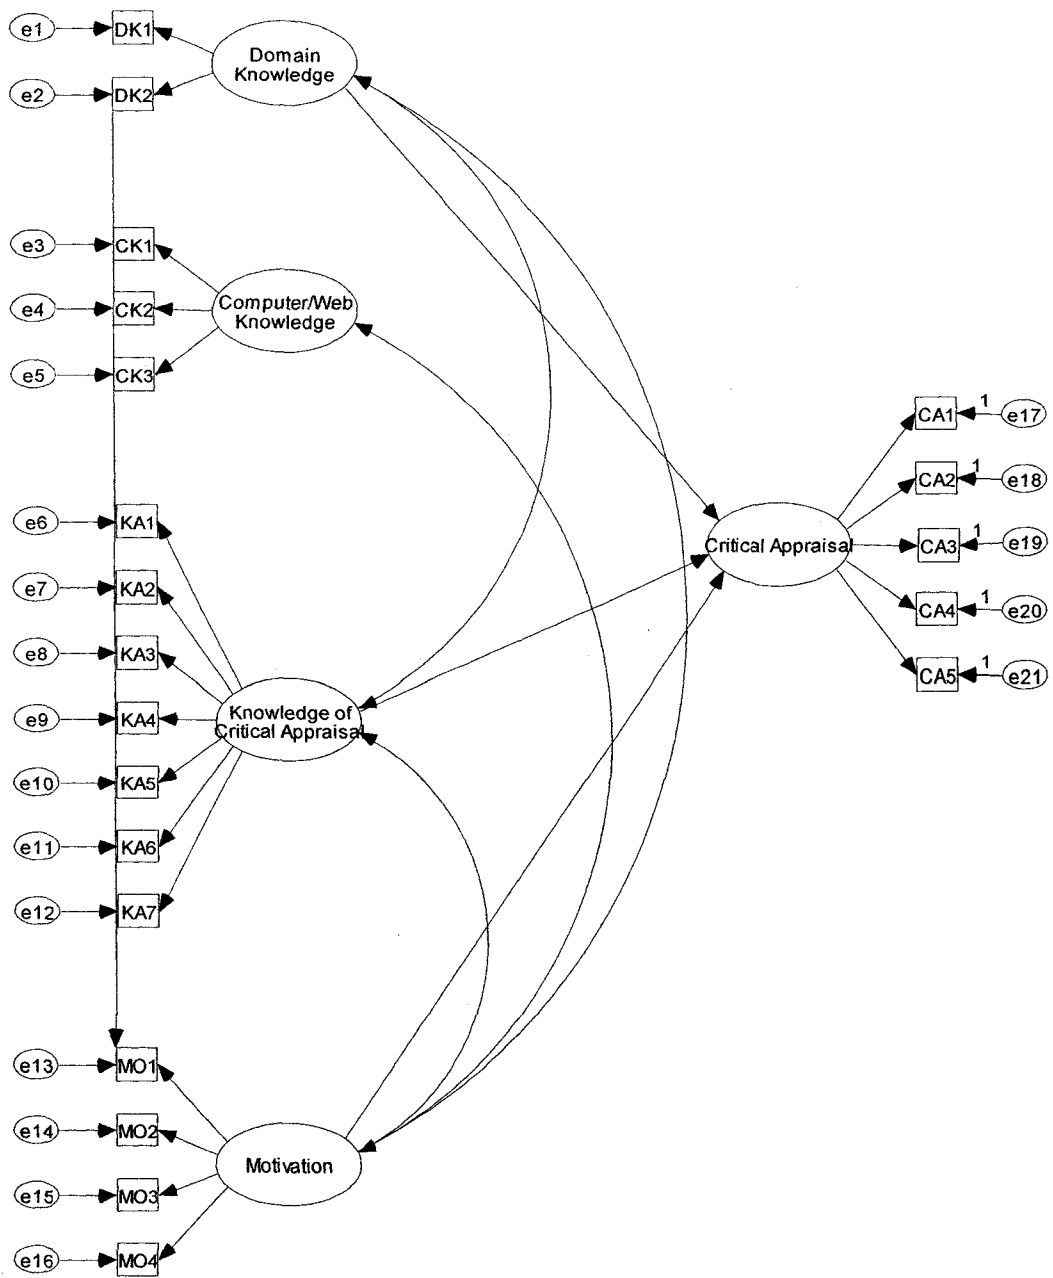 e1
DK1
Domain
Knowledge
e2
DK2
e3
CK1
e4
CK2
Computer/Web
Knowledge
e5
CK3
1
CA1
e17
1
CA2
e18
e6
KA1
1
Critical Appraisal
CA3
e19
e7
KA2
1
CA4
e20
e8
KA3
1
CA5
e21
e9
KA4
Knowledge of
Critical Appraisal
e10
KA5
e11
KA6
e12
KA7
e13
MO1
e14
MO2
Motivation
e15
MO3
e16
MO4